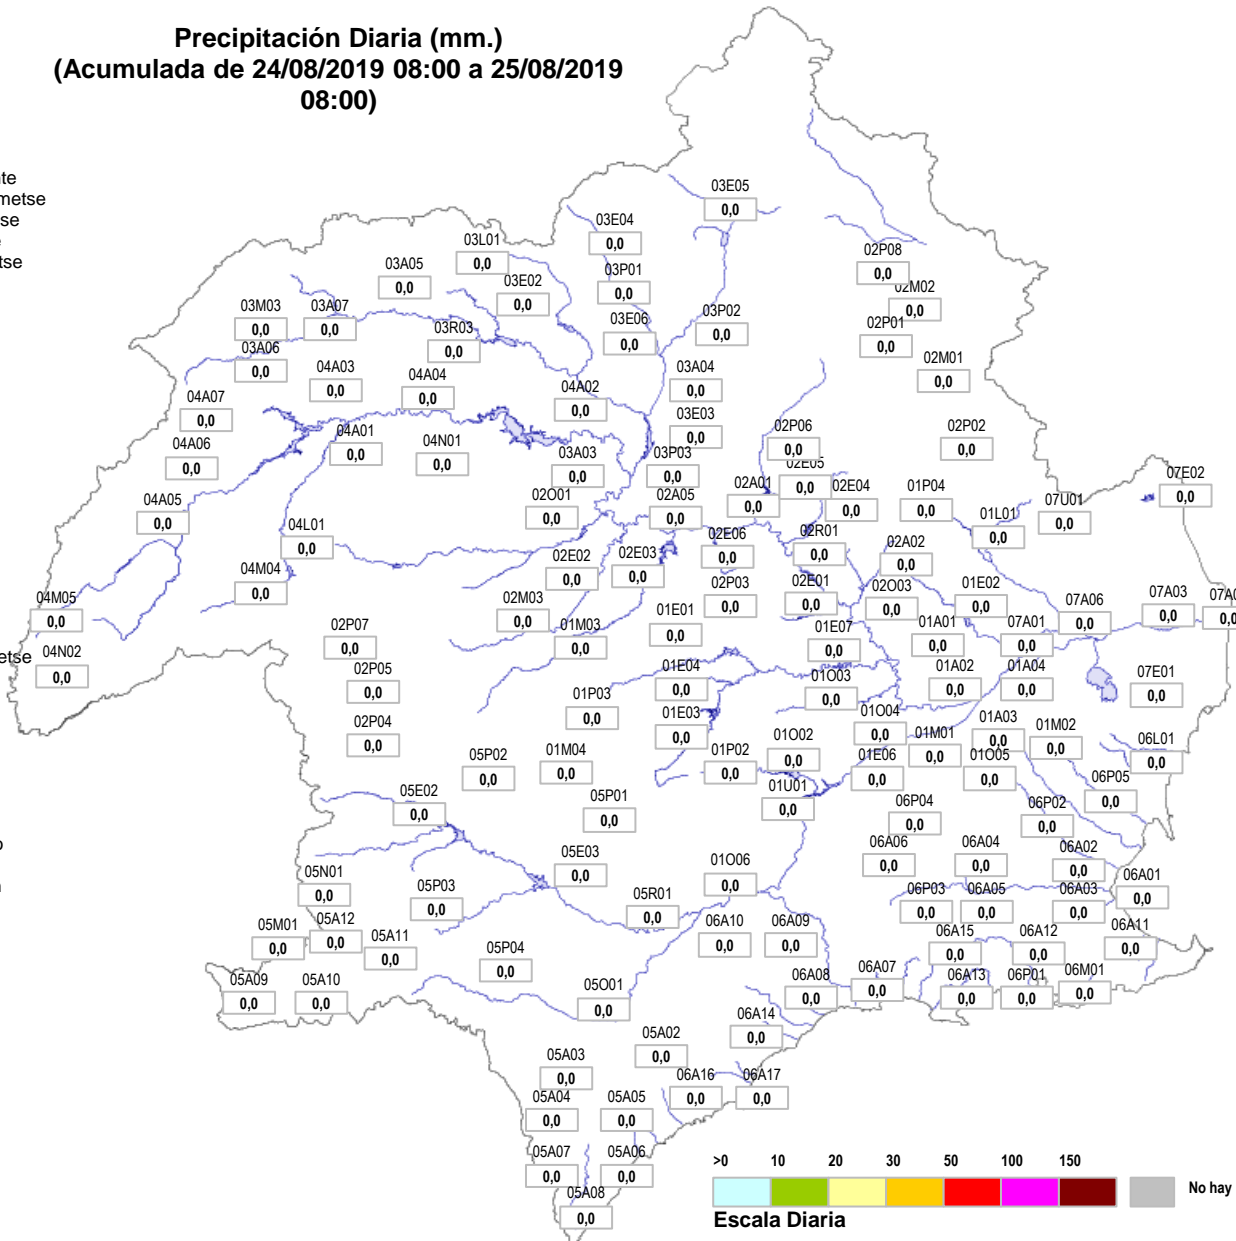 Precipitación Diaria (mm.)
(Acumulada de 24/08/2019 08:00 a 25/08/2019
08:00)
03E05
0,0
03E04
0,0
03L01
0,0
02P08
0,0
03A05
0,0
03P01
0,0
03E02
0,0
02M02
0,0
03M03
0,0
03A07
0,0
03E06
0,0
03P02
0,0
03R03
0,0
02P01
0,0
03A06
0,0
04A03
0,0
04A04
0,0
03A04
0,0
02M01
0,0
04A02
0,0
04A07
0,0
03E03
0,0
04A01
0,0
04N01
0,0
02P06
0,0
02P02
0,0
04A06
0,0
03A03
0,0
03P03
0,0
02E05
0,0
07E02
0,0
04A05
0,0
02O01
0,0
02A05
0,0
02A01
0,0
02E04
0,0
01P04
0,0
07U01
0,0
01L01
0,0
04L01
0,0
02E06
0,0
02R01
0,0
02A02
0,0
02E02
0,0
02E03
0,0
04M04
0,0
02P03
0,0
02E01
0,0
02O03
0,0
01E02
0,0
07A06
0,0
07A03
0,0
07A0
0,0
04M05
0,0
02M03
0,0
01E01
0,0
02P07
0,0
01M03
0,0
01E07
0,0
01A01
0,0
07A01
0,0
etse
04N02
0,0
02P05
0,0
01E04
0,0
01O03
0,0
01A02
0,0
01A04
0,0
07E01
0,0
01P03
0,0
02P04
0,0
01E03
0,0
01O04
0,0
01A03
0,0
01M02
0,0
01M01
0,0
06L01
0,0
05P02
0,0
01M04
0,0
01P02
0,0
01O02
0,0
01E06
0,0
01O05
0,0
05E02
0,0
05P01
0,0
01U01
0,0
06P04
0,0
06P02
0,0
06P05
0,0
05E03
0,0
01O06
0,0
06A06
0,0
06A04
0,0
06A02
0,0
05N01
0,0
05P03
0,0
05R01
0,0
06P03
0,0
06A05
0,0
06A03
0,0
06A01
0,0
05M01
0,0
05A12
0,0
05A11
0,0
05P04
0,0
06A10
0,0
06A09
0,0
06A15
0,0
06A12
0,0
06A11
0,0
05A09
0,0
05A10
0,0
05O01
0,0
06A08
0,0
06A07
0,0
06A13
0,0
06P01
0,0
06M01
0,0
06A14
0,0
05A02
0,0
05A03
0,0
06A16
0,0
06A17
0,0
05A04
0,0
05A05
0,0
05A07
0,0
05A06
0,0
05A08
0,0
>0 10 20 30 50 100 150
No hay
Escala Diaria